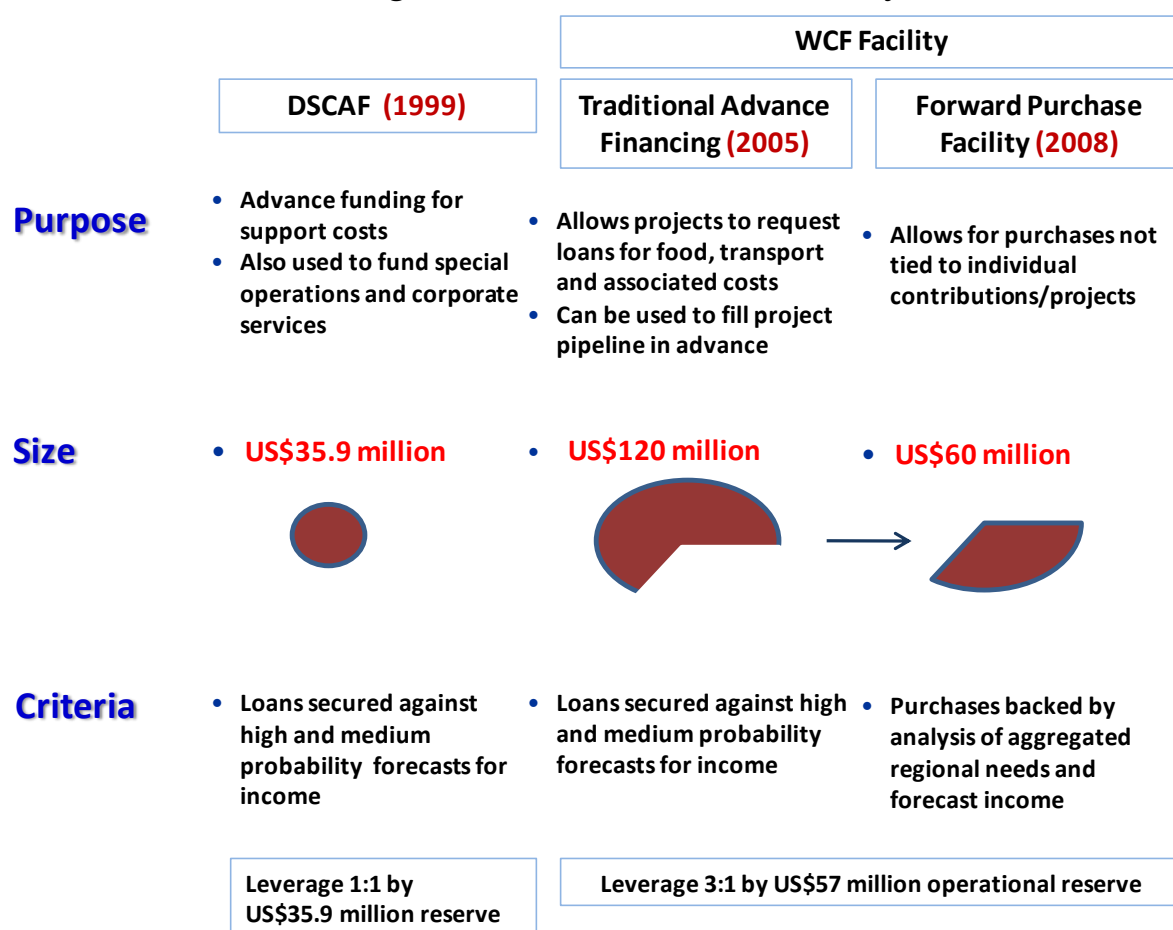 WCF Facility
DSCAF (1999)
Traditional Advance
Financing (2005)
Forward Purchase
Facility (2008)
Purpose
• Advance funding for
support costs
• Also used to fund special
operations and corporate
services
• Allows projects to request
loans for food, transport
and associated costs
• Can be used to fill project
pipeline in advance
• Allows for purchases not
tied to individual
contributions/projects
Size
• US$35.9 million
• US$120 million
• US$60 million
Criteria
• Loans secured against
high and medium
probability forecasts for
income
• Loans secured against high
and medium probability
forecasts for income
• Purchases backed by
analysis of aggregated
regional needs and
forecast income
Leverage 1:1 by
US$35.9 million reserve
Leverage 3:1 by US$57 million operational reserve